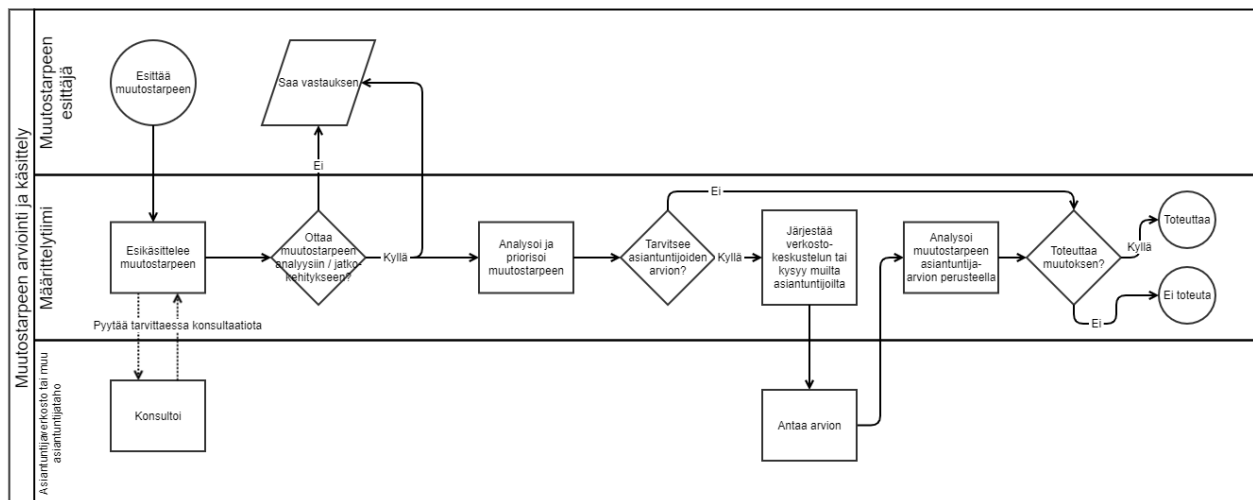 Muutostarpeen arviointi ja käsittely
Muutostarpeen
esittäjä
Esittää
muutostarpeen
Saa vastauksen
Ei
Määrittelytiimi
Esikäsittelee
muutostarpeen
Ottaa
muutostarpeen
analyysiin / jatko-
kehitykseen?
Kyllä
Analysoi ja
priorisoi
muutostarpeen
Tarvitsee
asiantuntijoiden
arvion?
Ei
Kyllä
Järjestää
verkosto-
keskustelun tai
kysyy muilta
asiantuntijoilta
Analysoi
muutostarpeen
asiantuntija-
arvion perusteella
Toteuttaa
muutoksen?
Kyllä
Toteuttaa
Ei
Ei toteuta
Pyytää tarvittaessa konsultaatiota
Asiantuntijaverkosto tai muu
asiantuntijataho
Konsultoi
Antaa arvion